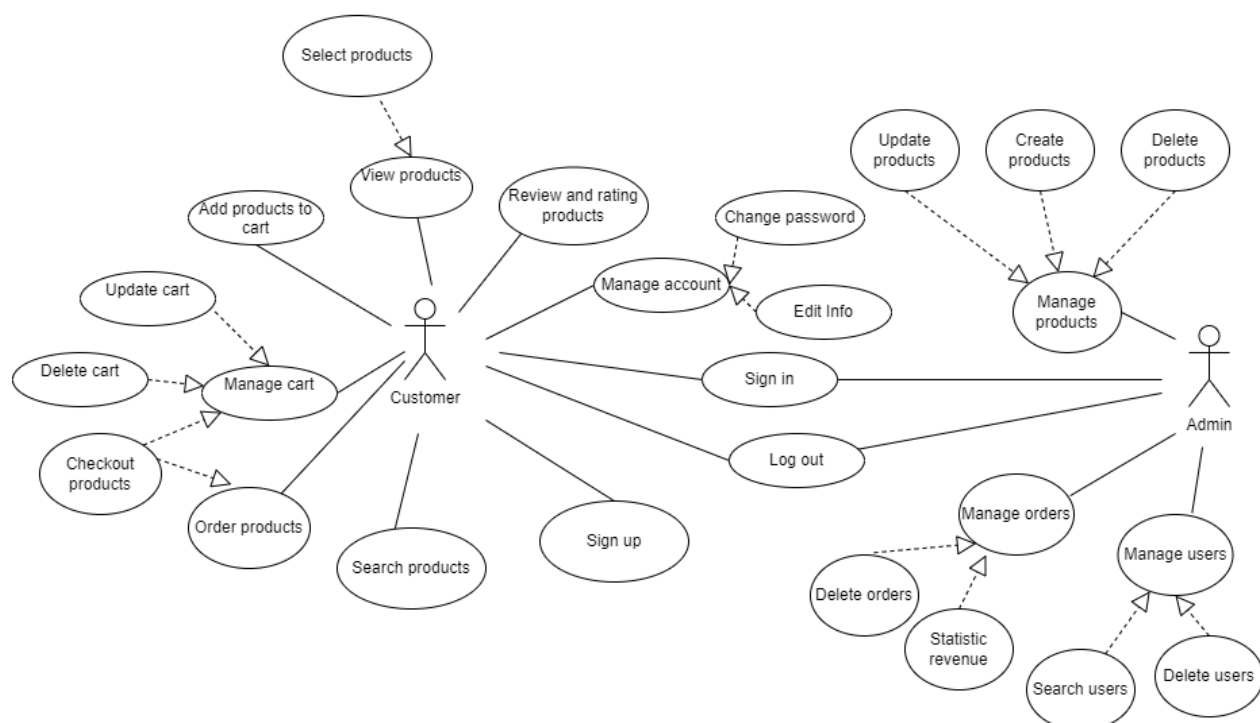 Select products
Update
products
Create
products
Delete
products
View products
Review and rating
products
Add products to
cart
Change password
Manage account
Update cart
Edit Info
Manage
products
Delete cart
Manage cart
Customer
Sign in
Admin
Checkout
products
Log out
Order products
Search products
Sign up
Manage orders
Manage users
Delete orders
Statistic
revenue
Search users
Delete users